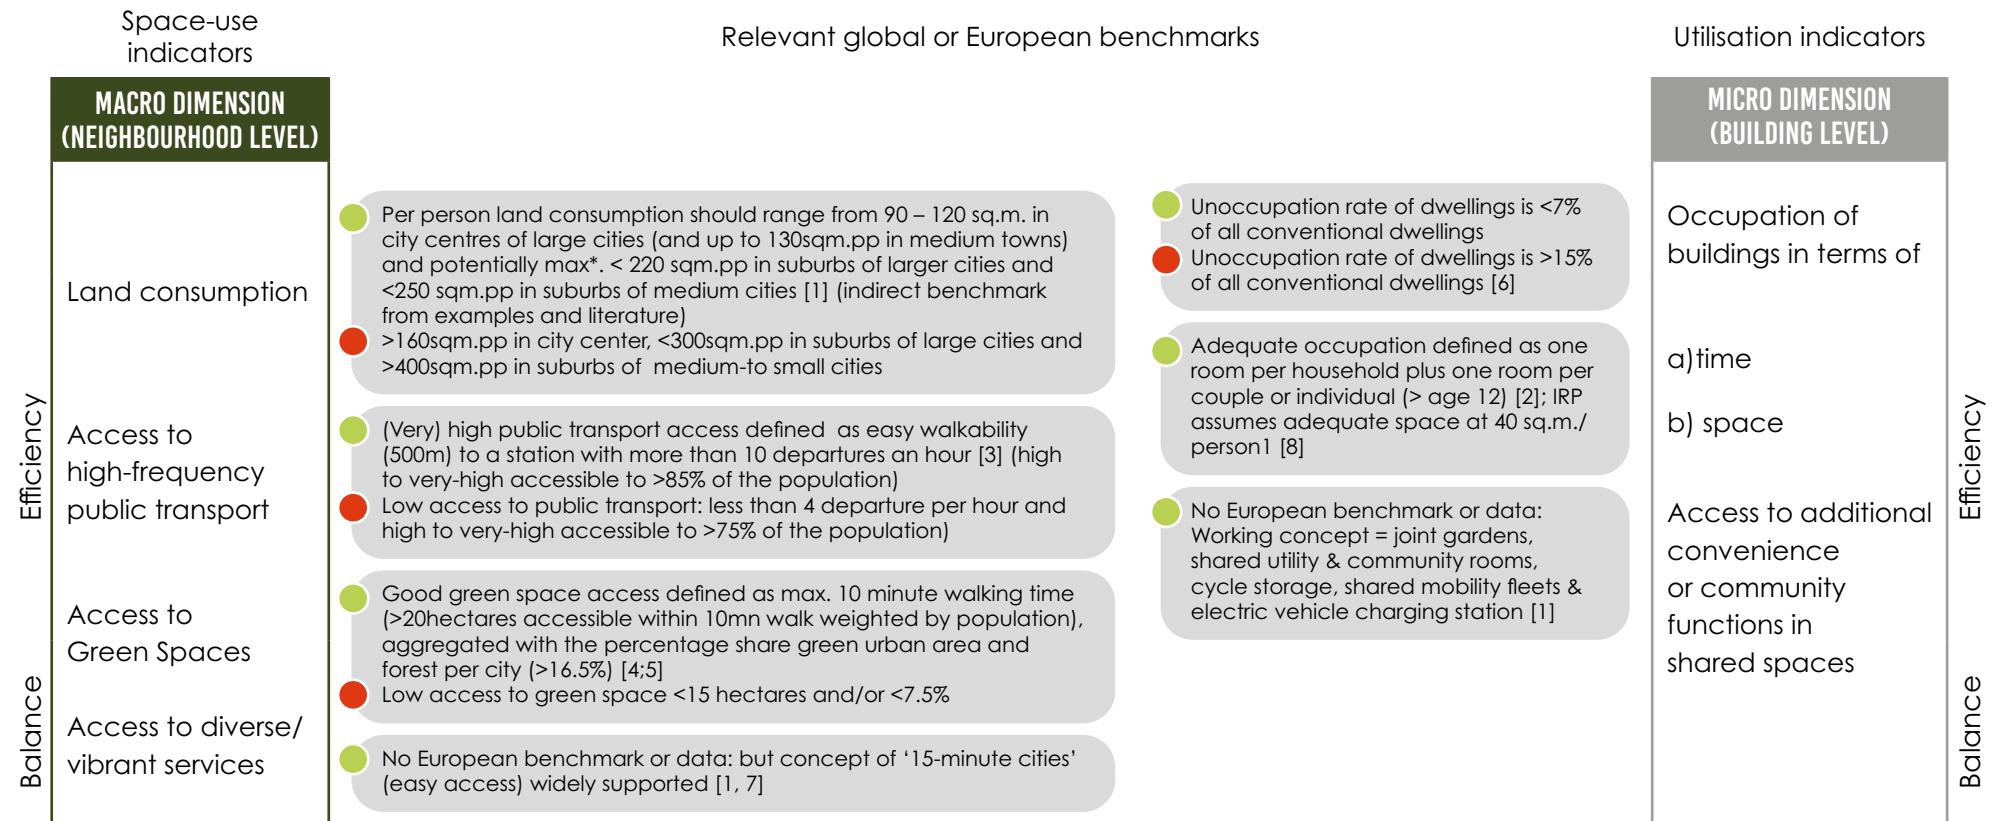 Space-use
indicators
Relevant global or European benchmarks
Utilisation indicators
MACRO DIMENSION
(NEIGHBOURHOOD LEVEL)
MICRO DIMENSION
(BUILDING LEVEL)
Efficiency
Balance
Land consumption
Access to
high-frequency
public transport
Access to
Green Spaces
Access to diverse/
vibrant services
Per person land consumption should range from 90 – 120 sq.m. in
city centres of large cities (and up to 130sqm.pp in medium towns)
and potentially max*. < 220 sqm.pp in suburbs of larger cities and
<250 sqm.pp in suburbs of medium cities [1] (indirect benchmark
from examples and literature)
>160sqm.pp in city center, <300sqm.pp in suburbs of large cities and
>400sqm.pp in suburbs of  medium-to small cities
(Very) high public transport access defined  as easy walkability
(500m) to a station with more than 10 departures an hour [3] (high
to very-high accessible to >85% of the population)
Low access to public transport: less than 4 departure per hour and
high to very-high accessible to >75% of the population)
Good green space access defined as max. 10 minute walking time
(>20hectares accessible within 10mn walk weighted by population),
aggregated with the percentage share green urban area and
forest per city (>16.5%) [4;5]
Low access to green space <15 hectares and/or <7.5%
No European benchmark or data: but concept of ‘15-minute cities’
(easy access) widely supported [1, 7]
Unoccupation rate of dwellings is <7%
of all conventional dwellings
Unoccupation rate of dwellings is >15%
of all conventional dwellings [6]
Adequate occupation defined as one
room per household plus one room per
couple or individual (> age 12) [2]; IRP
assumes adequate space at 40 sq.m./
person1 [8]
No European benchmark or data:
Working concept = joint gardens,
shared utility & community rooms,
cycle storage, shared mobility fleets &
electric vehicle charging station [1]
Occupation of
buildings in terms of
a)time
b) space
Access to additional
convenience
or community
functions in
shared spaces
Efficiency
Balance